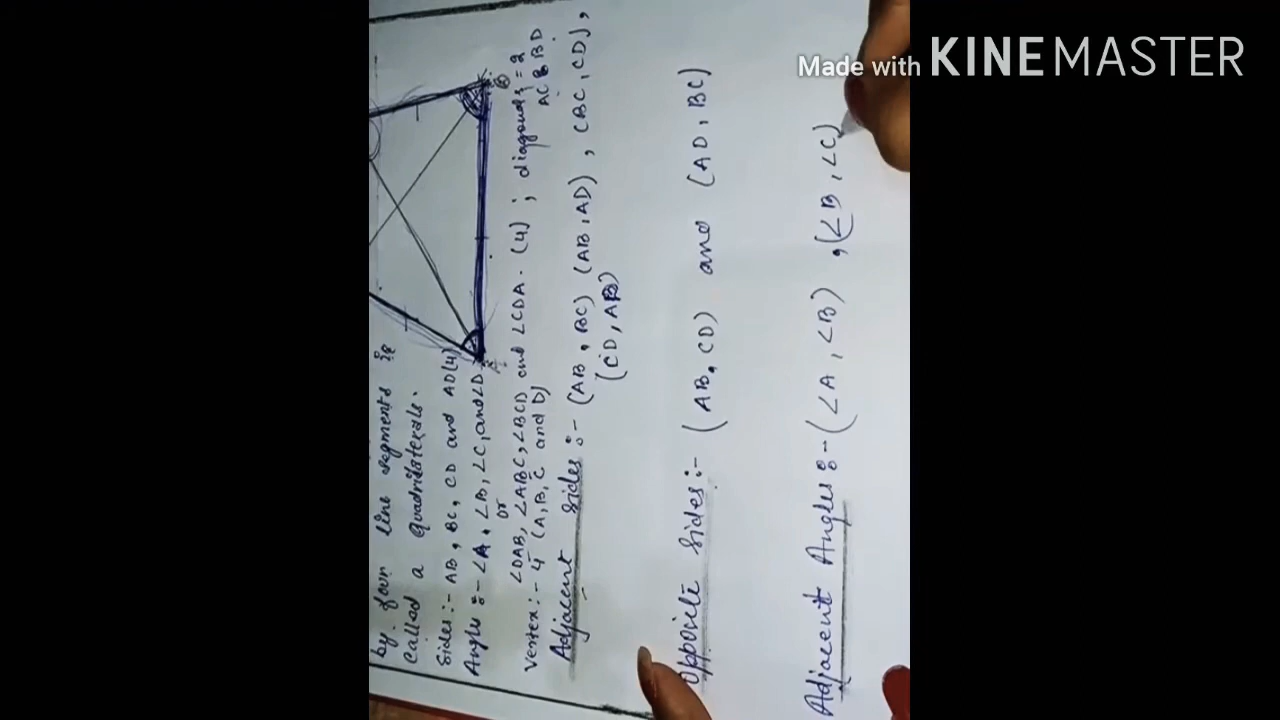 Made with KINEMASTER
by four line segments is
called a quadrilaterals.
Sides :- AB, BC, CD and AD (4)
Angle :- ∠A, ∠B, ∠C, and ∠D
or
∠DAB, ∠ABC, ∠BCD and ∠CDA. (4) ; diagonals = 2
AC & BD
Vertex :- 4 (A, B, C and D)
Adjacent sides :- (AB, BC) (AB, AD), (BC, CD),
(CD, AB)
Opposite sides :- (AB, CD) and (AD, BC)
Adjacent Angles :- (∠A, ∠B), (∠B, ∠C)
A
B